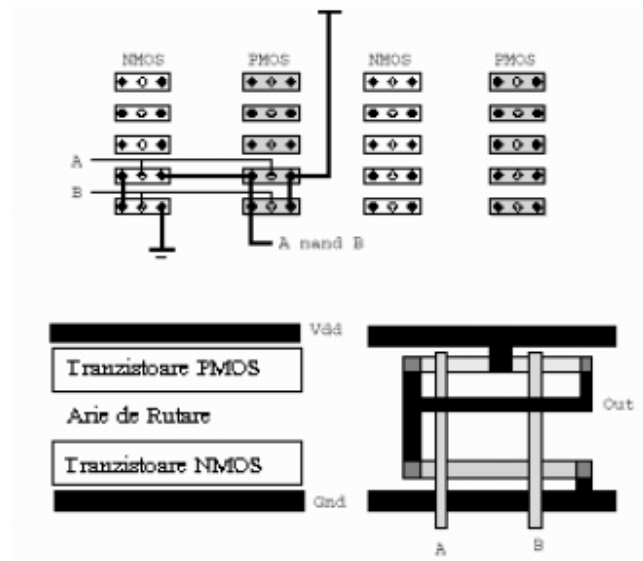 NMOS PMOS NMOS PMOS
A
B
A nand B
Vdd
Tranzistoare PMOS
Arie de Rutare
Tranzistoare NMOS
Gnd
Out
A B